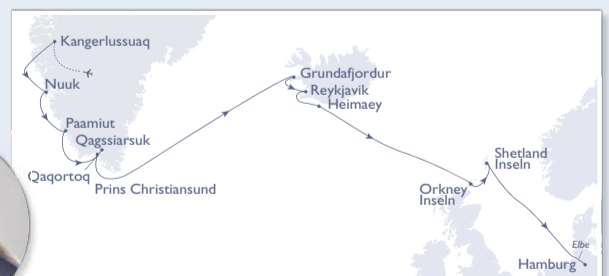 Kangerlussuaq
Nuuk
Paamiut
Qagssiarsuk
Qaqortoq
Prins Christiansund
Grundafjordur
Reykjavik
Heimaey
Orkney
Inseln
Shetland
Inseln
Elbe
Hamburg